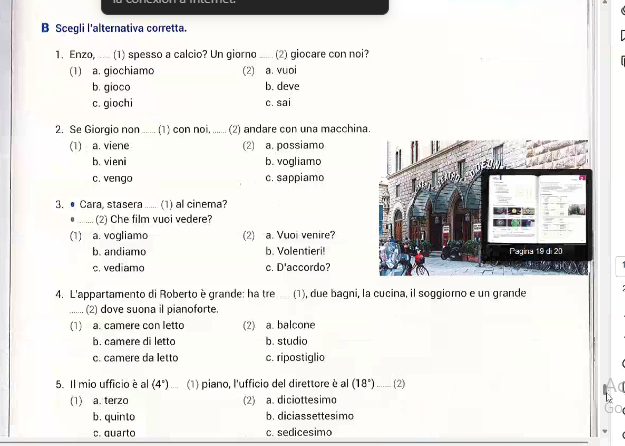 la conexión a Internet.
B Scegli l'alternativa corretta.
1. Enzo, ..... (1) spesso a calcio? Un giorno ..... (2) giocare con noi?
(1) a. giochiamo (2) a. vuoi
b. gioco b. deve
c. giochi c. sai
2. Se Giorgio non ...... (1) con noi, ...... (2) andare con una macchina.
(1) a. viene (2) a. possiamo
b. vieni b. vogliamo
c. vengo c. sappiamo
3. • Cara, stasera ...... (1) al cinema?
• ...... (2) Che film vuoi vedere?
(1) a. vogliamo (2) a. Vuoi venire?
b. andiamo b. Volentieri!
c. vediamo c. D'accordo?
Pagina 19 di 20
4. L'appartamento di Roberto è grande: ha tre .... (1), due bagni, la cucina, il soggiorno e un grande
...... (2) dove suona il pianoforte.
(1) a. camere con letto (2) a. balcone
b. camere di letto b. studio
c. camere da letto c. ripostiglio
5. Il mio ufficio è al (4°) .... (1) piano, l'ufficio del direttore è al (18°) ...... (2)
(1) a. terzo (2) a. diciottesimo
b. quinto b. diciassettesimo
c. quarto c. sedicesimo